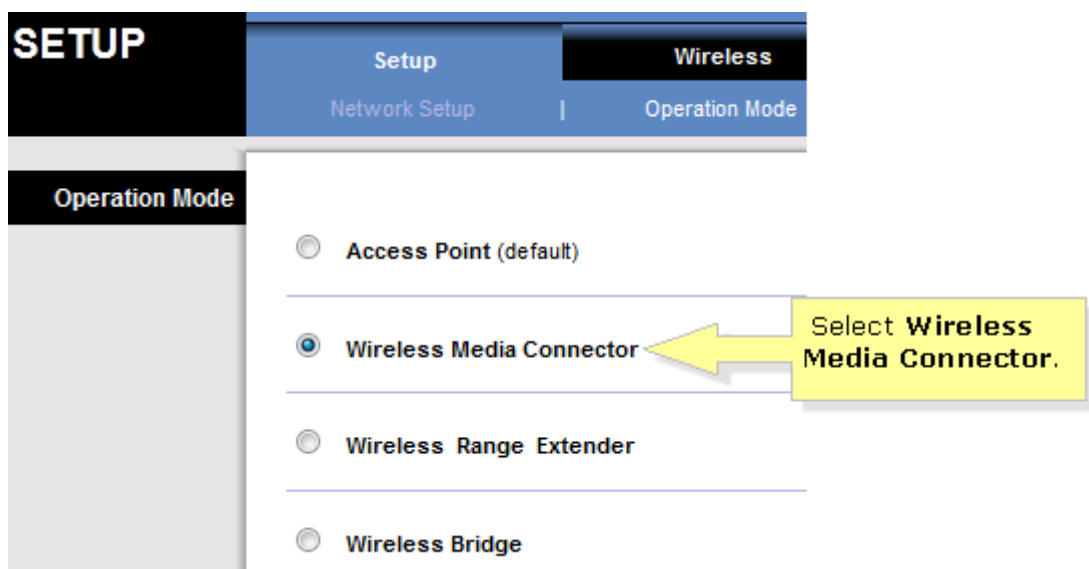 SETUP
Setup
Wireless
Network Setup | Operation Mode
Operation Mode
Access Point (default)
Wireless Media Connector
Select Wireless
Media Connector.
Wireless Range Extender
Wireless Bridge